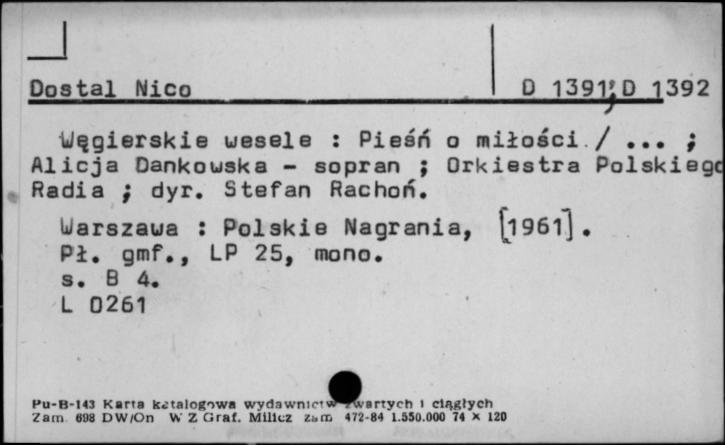 Dostal Nico D 1391;D 1392
Węgierskie wesele : Pieśń o miłości / ... ;
Alicja Dankowska - sopran ; Orkiestra Polskiego
Radia ; dyr. Stefan Rachoń.
Warszawa : Polskie Nagrania, [1961].
Pł. gmf., LP 25, mono.
s. B 4.
L 0261
Pu-B-143 Karta katalogowa wydawnictw zwartych i ciągłych
Zam. 698 DW/On W Z Graf. Milicz zam 472-84 1.550.000 74 × 120